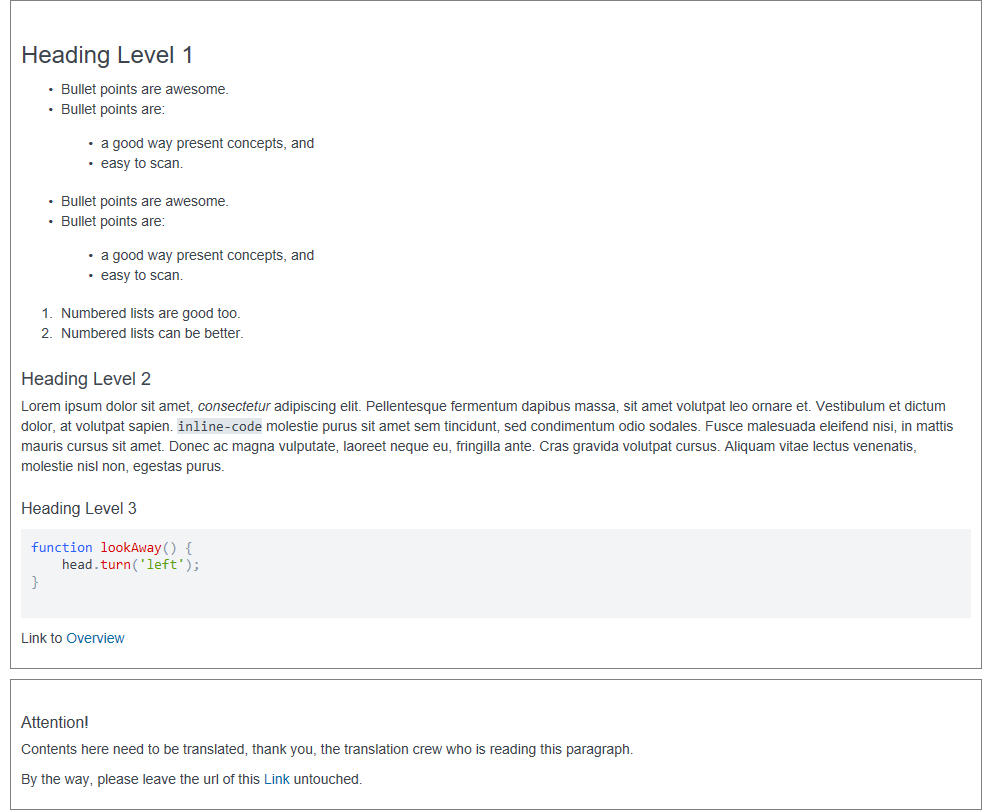 Heading Level 1
• Bullet points are awesome.
• Bullet points are:
• a good way present concepts, and
• easy to scan.
• Bullet points are awesome.
• Bullet points are:
• a good way present concepts, and
• easy to scan.
1. Numbered lists are good too.
2. Numbered lists can be better.
Heading Level 2
Lorem ipsum dolor sit amet, consectetur adipiscing elit. Pellentesque fermentum dapibus massa, sit amet volutpat leo ornare et. Vestibulum et dictum
dolor, at volutpat sapien. inline-code molestie purus sit amet sem tincidunt, sed condimentum odio sodales. Fusce malesuada eleifend nisi, in mattis
mauris cursus sit amet. Donec ac magna vulputate, laoreet neque eu, fringilla ante. Cras gravida volutpat cursus. Aliquam vitae lectus venenatis,
molestie nisl non, egestas purus.
Heading Level 3
function lookAway() {
    head.turn('left');
}
Link to Overview
Attention!
Contents here need to be translated, thank you, the translation crew who is reading this paragraph.
By the way, please leave the url of this Link untouched.